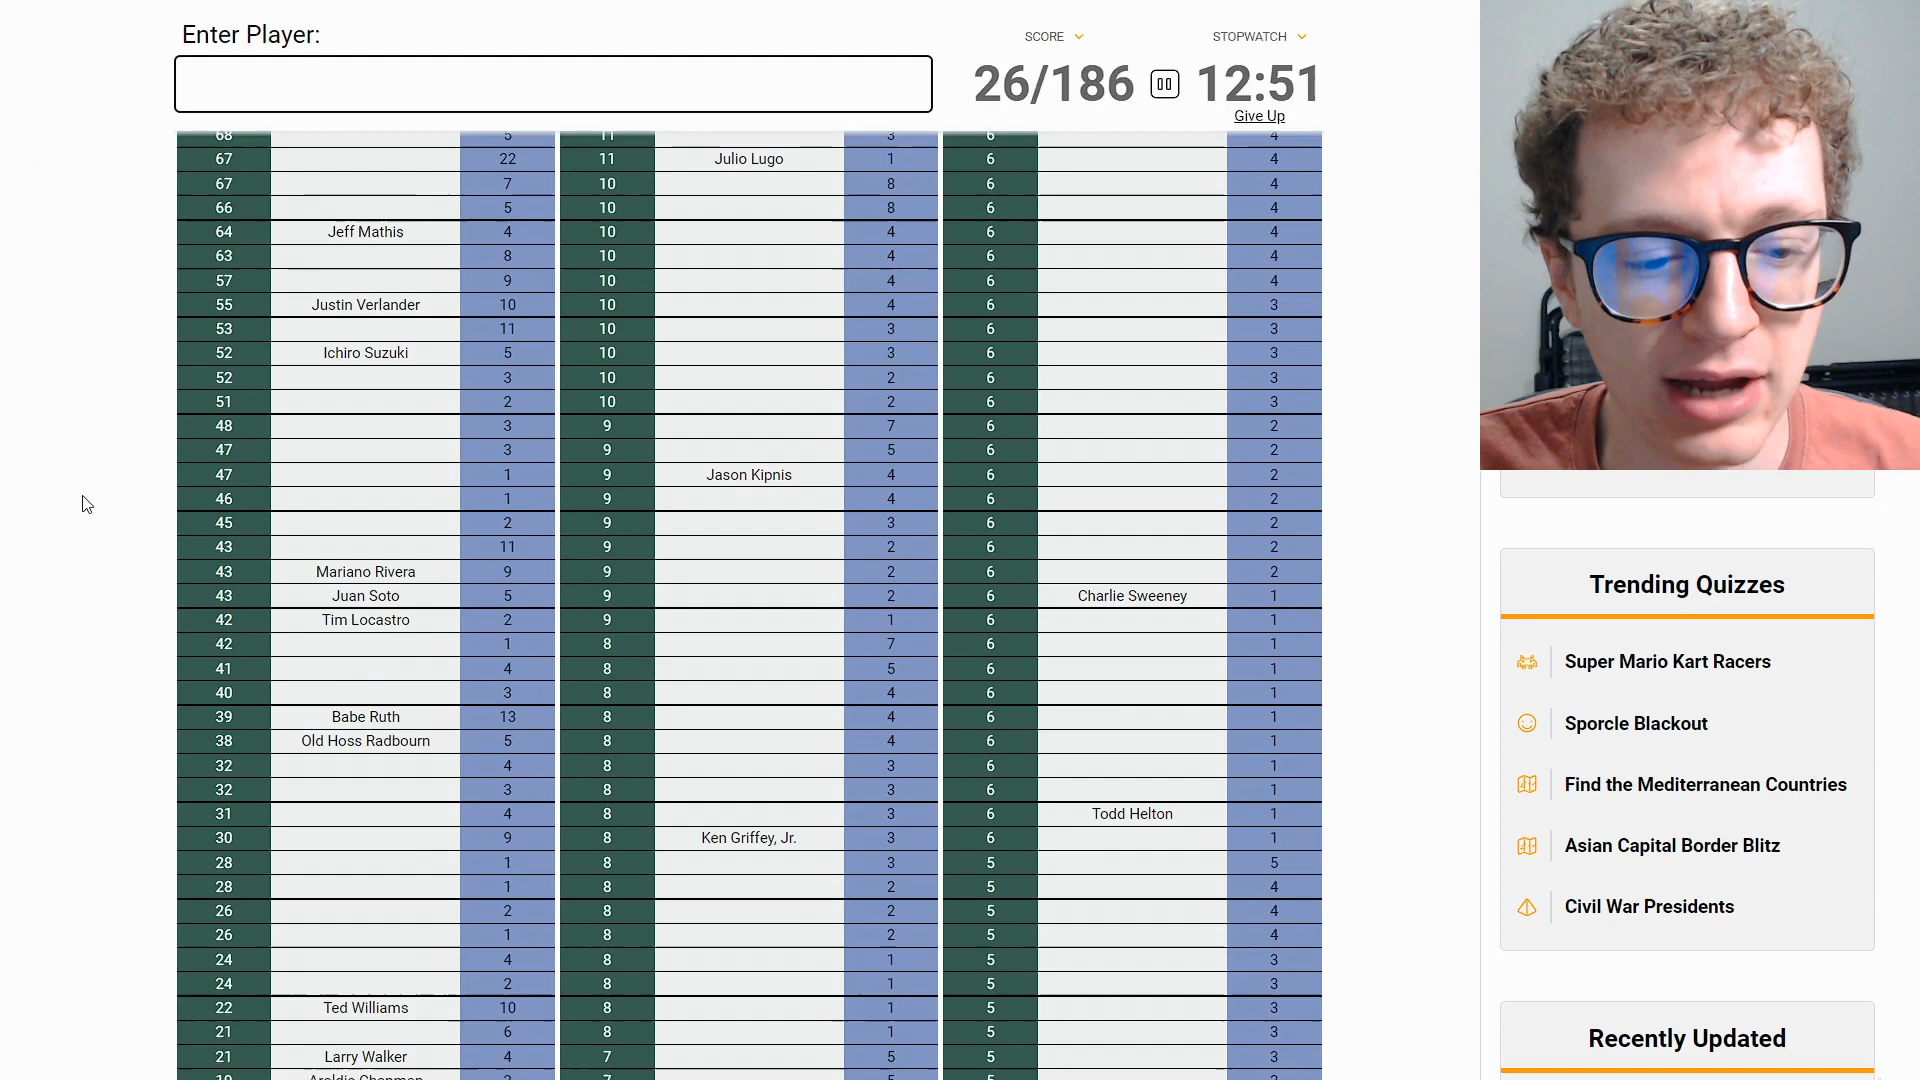 Enter Player:
SCORE
STOPWATCH
26/186
12:51
Give Up
68 5 11 3 6 4
67 22 11 Julio Lugo 1 6 4
67 7 10 8 6 4
66 5 10 8 6 4
64 Jeff Mathis 4 10 4 6 4
63 8 10 4 6 4
57 9 10 4 6 4
55 Justin Verlander 10 10 4 6 3
53 11 10 3 6 3
52 Ichiro Suzuki 5 10 3 6 3
52 3 10 2 6 3
51 2 10 2 6 3
48 3 9 7 6 2
47 3 9 5 6 2
47 1 9 Jason Kipnis 4 6 2
46 1 9 4 6 2
45 2 9 3 6 2
43 11 9 2 6 2
43 Mariano Rivera 9 9 2 6 2
43 Juan Soto 5 9 2 6 Charlie Sweeney 1
42 Tim Locastro 2 9 1 6 1
42 1 8 7 6 1
41 4 8 5 6 1
40 3 8 4 6 1
39 Babe Ruth 13 8 4 6 1
38 Old Hoss Radbourn 5 8 4 6 1
32 4 8 3 6 1
32 3 8 3 6 1
31 4 8 3 6 Todd Helton 1
30 9 8 Ken Griffey, Jr. 3 6 1
28 1 8 3 5 5
28 1 8 2 5 4
26 2 8 2 5 4
26 1 8 2 5 4
24 4 8 1 5 3
24 2 8 1 5 3
22 Ted Williams 10 8 1 5 3
21 6 8 1 5 3
21 Larry Walker 4 7 5 5 3
Aroldis Chapman
Trending Quizzes
Super Mario Kart Racers
Sporcle Blackout
Find the Mediterranean Countries
Asian Capital Border Blitz
Civil War Presidents
Recently Updated